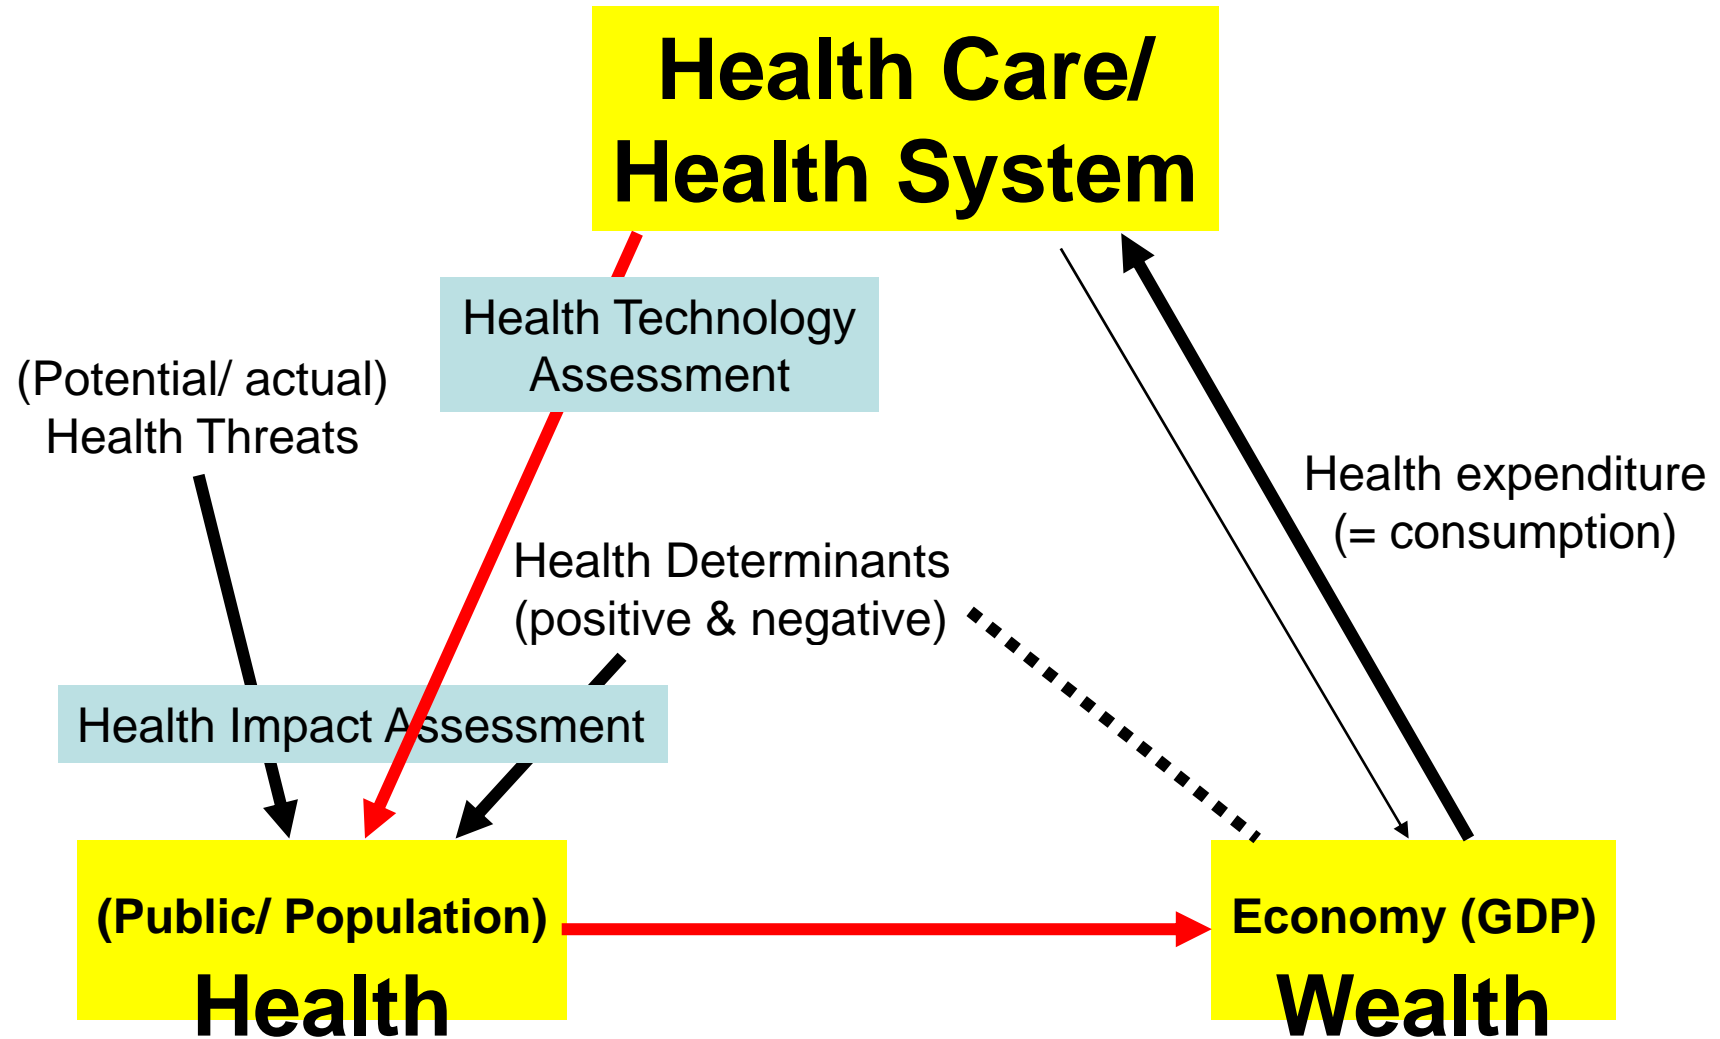 Health Care/
Health System
Health Technology
Assessment
(Potential/ actual)
Health Threats
Health expenditure
(= consumption)
Health Determinants
(positive & negative)
Health Impact Assessment
(Public/ Population)
Health
Economy (GDP)
Wealth